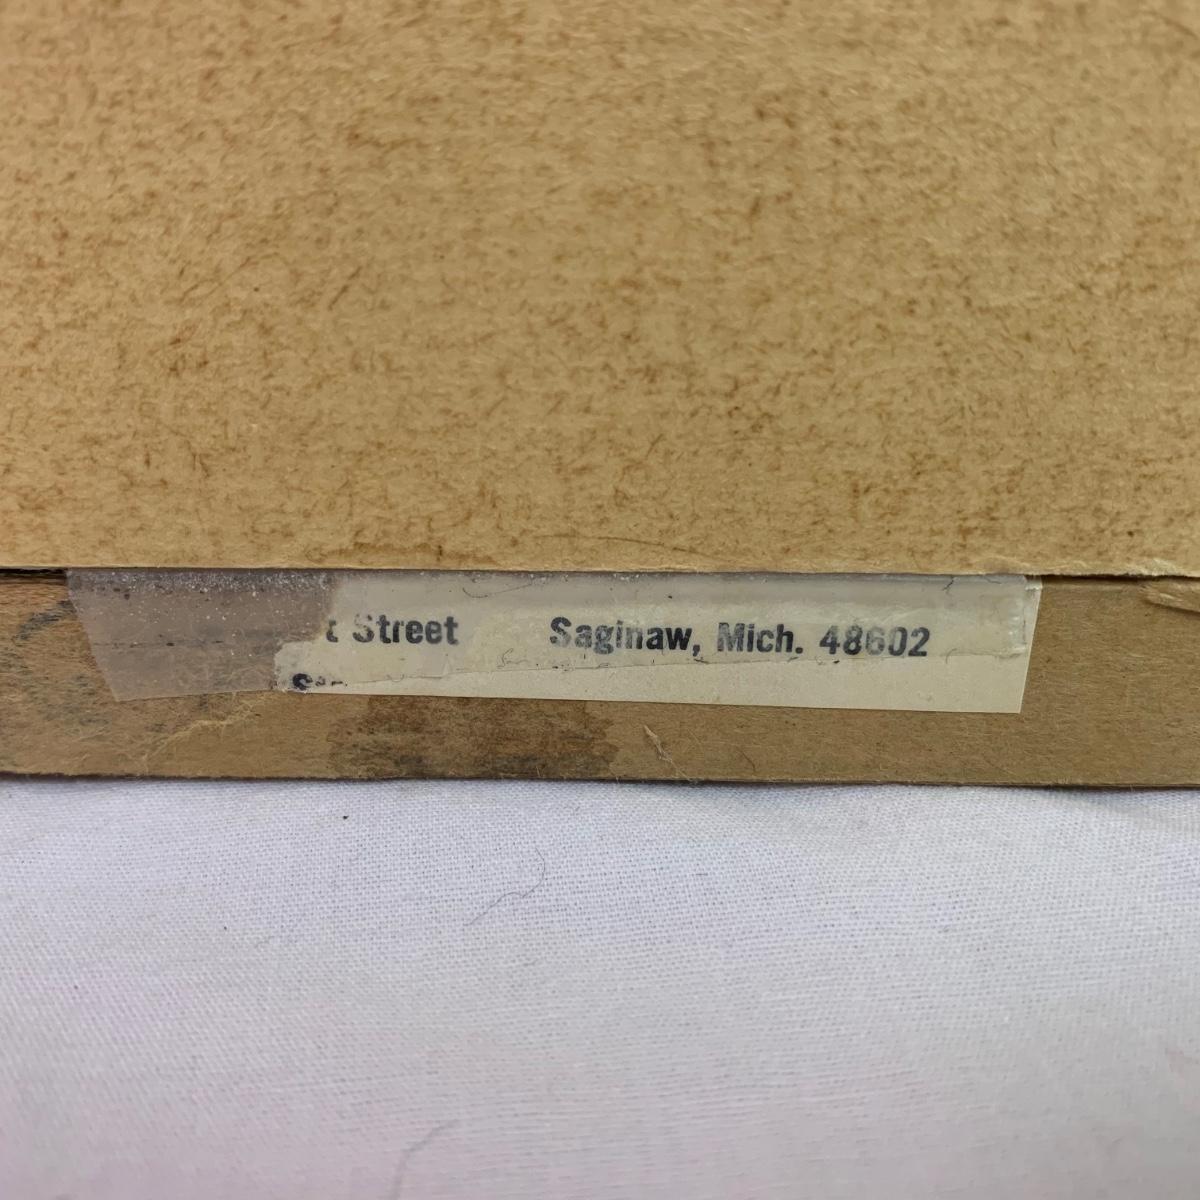 t Street Saginaw, Mich. 48602